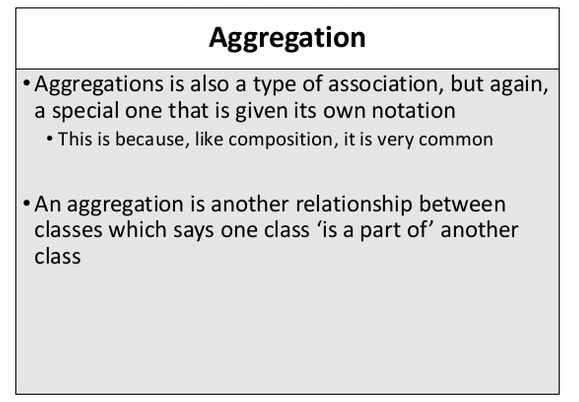 Aggregation
• Aggregations is also a type of association, but again,
a special one that is given its own notation
• This is because, like composition, it is very common
• An aggregation is another relationship between
classes which says one class ‘is a part of’ another
class